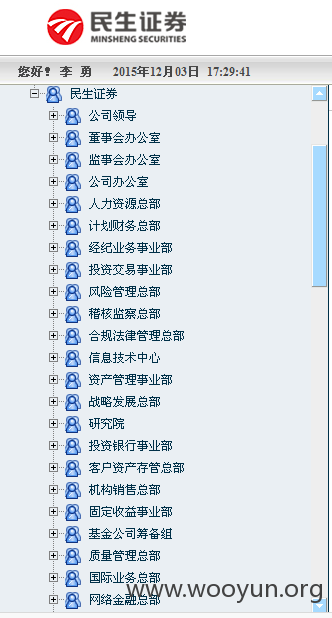 民生证券
MINSHENG SECURITIES
您好! 李 勇 2015年12月03日 17:29:41
民生证券
公司领导
董事会办公室
监事会办公室
公司办公室
人力资源总部
计划财务总部
经纪业务事业部
投资交易事业部
风险管理总部
稽核监察总部
合规法律管理总部
信息技术中心
资产管理事业部
战略发展总部
研究院
投资银行事业部
客户资产存管总部
机构销售总部
固定收益事业部
基金公司筹备组
质量管理总部
国际业务总部
网络金融总部
www.wooyun.org